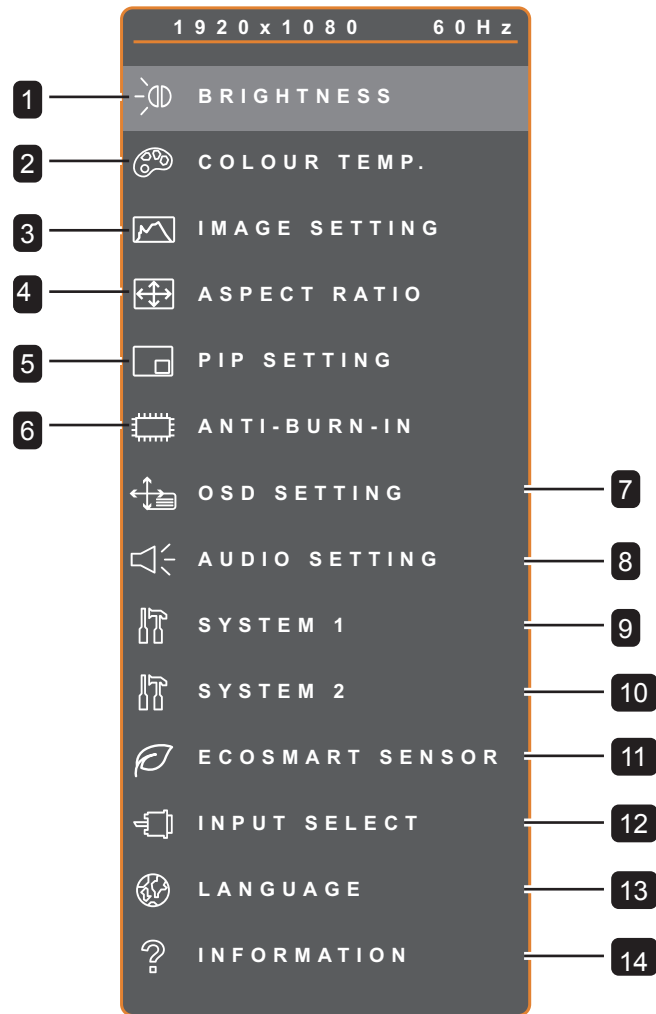 1920x1080 60Hz
1 BRIGHTNESS
2 COLOUR TEMP.
3 IMAGE SETTING
4 ASPECT RATIO
5 PIP SETTING
6 ANTI-BURN-IN
OSD SETTING 7
AUDIO SETTING 8
SYSTEM 1 9
SYSTEM 2 10
ECOSMART SENSOR 11
INPUT SELECT 12
LANGUAGE 13
INFORMATION 14